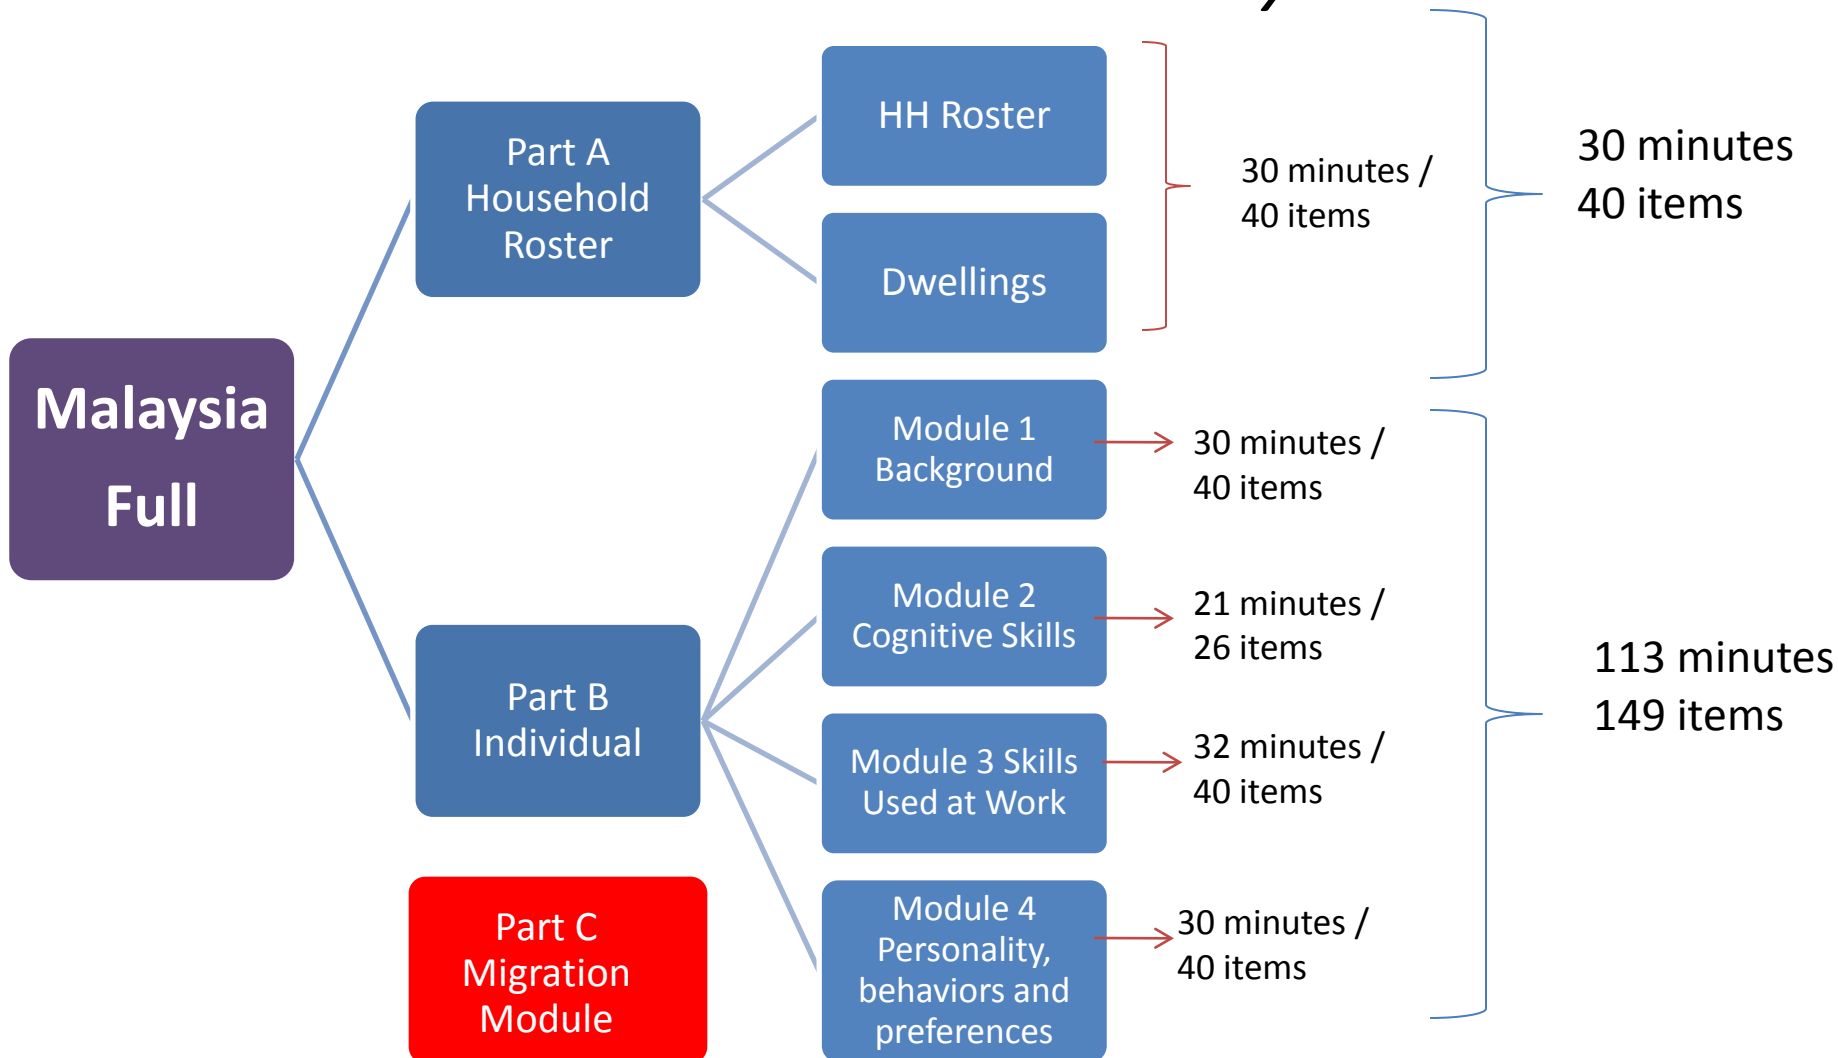 Malaysia
Full
Part A
Household
Roster
HH Roster
Dwellings
30 minutes /
40 items
30 minutes
40 items
Part B
Individual
Module 1
Background
30 minutes /
40 items
Module 2
Cognitive Skills
21 minutes /
26 items
Module 3 Skills
Used at Work
32 minutes /
40 items
Module 4
Personality,
behaviors and
preferences
30 minutes /
40 items
113 minutes
149 items
Part C
Migration
Module